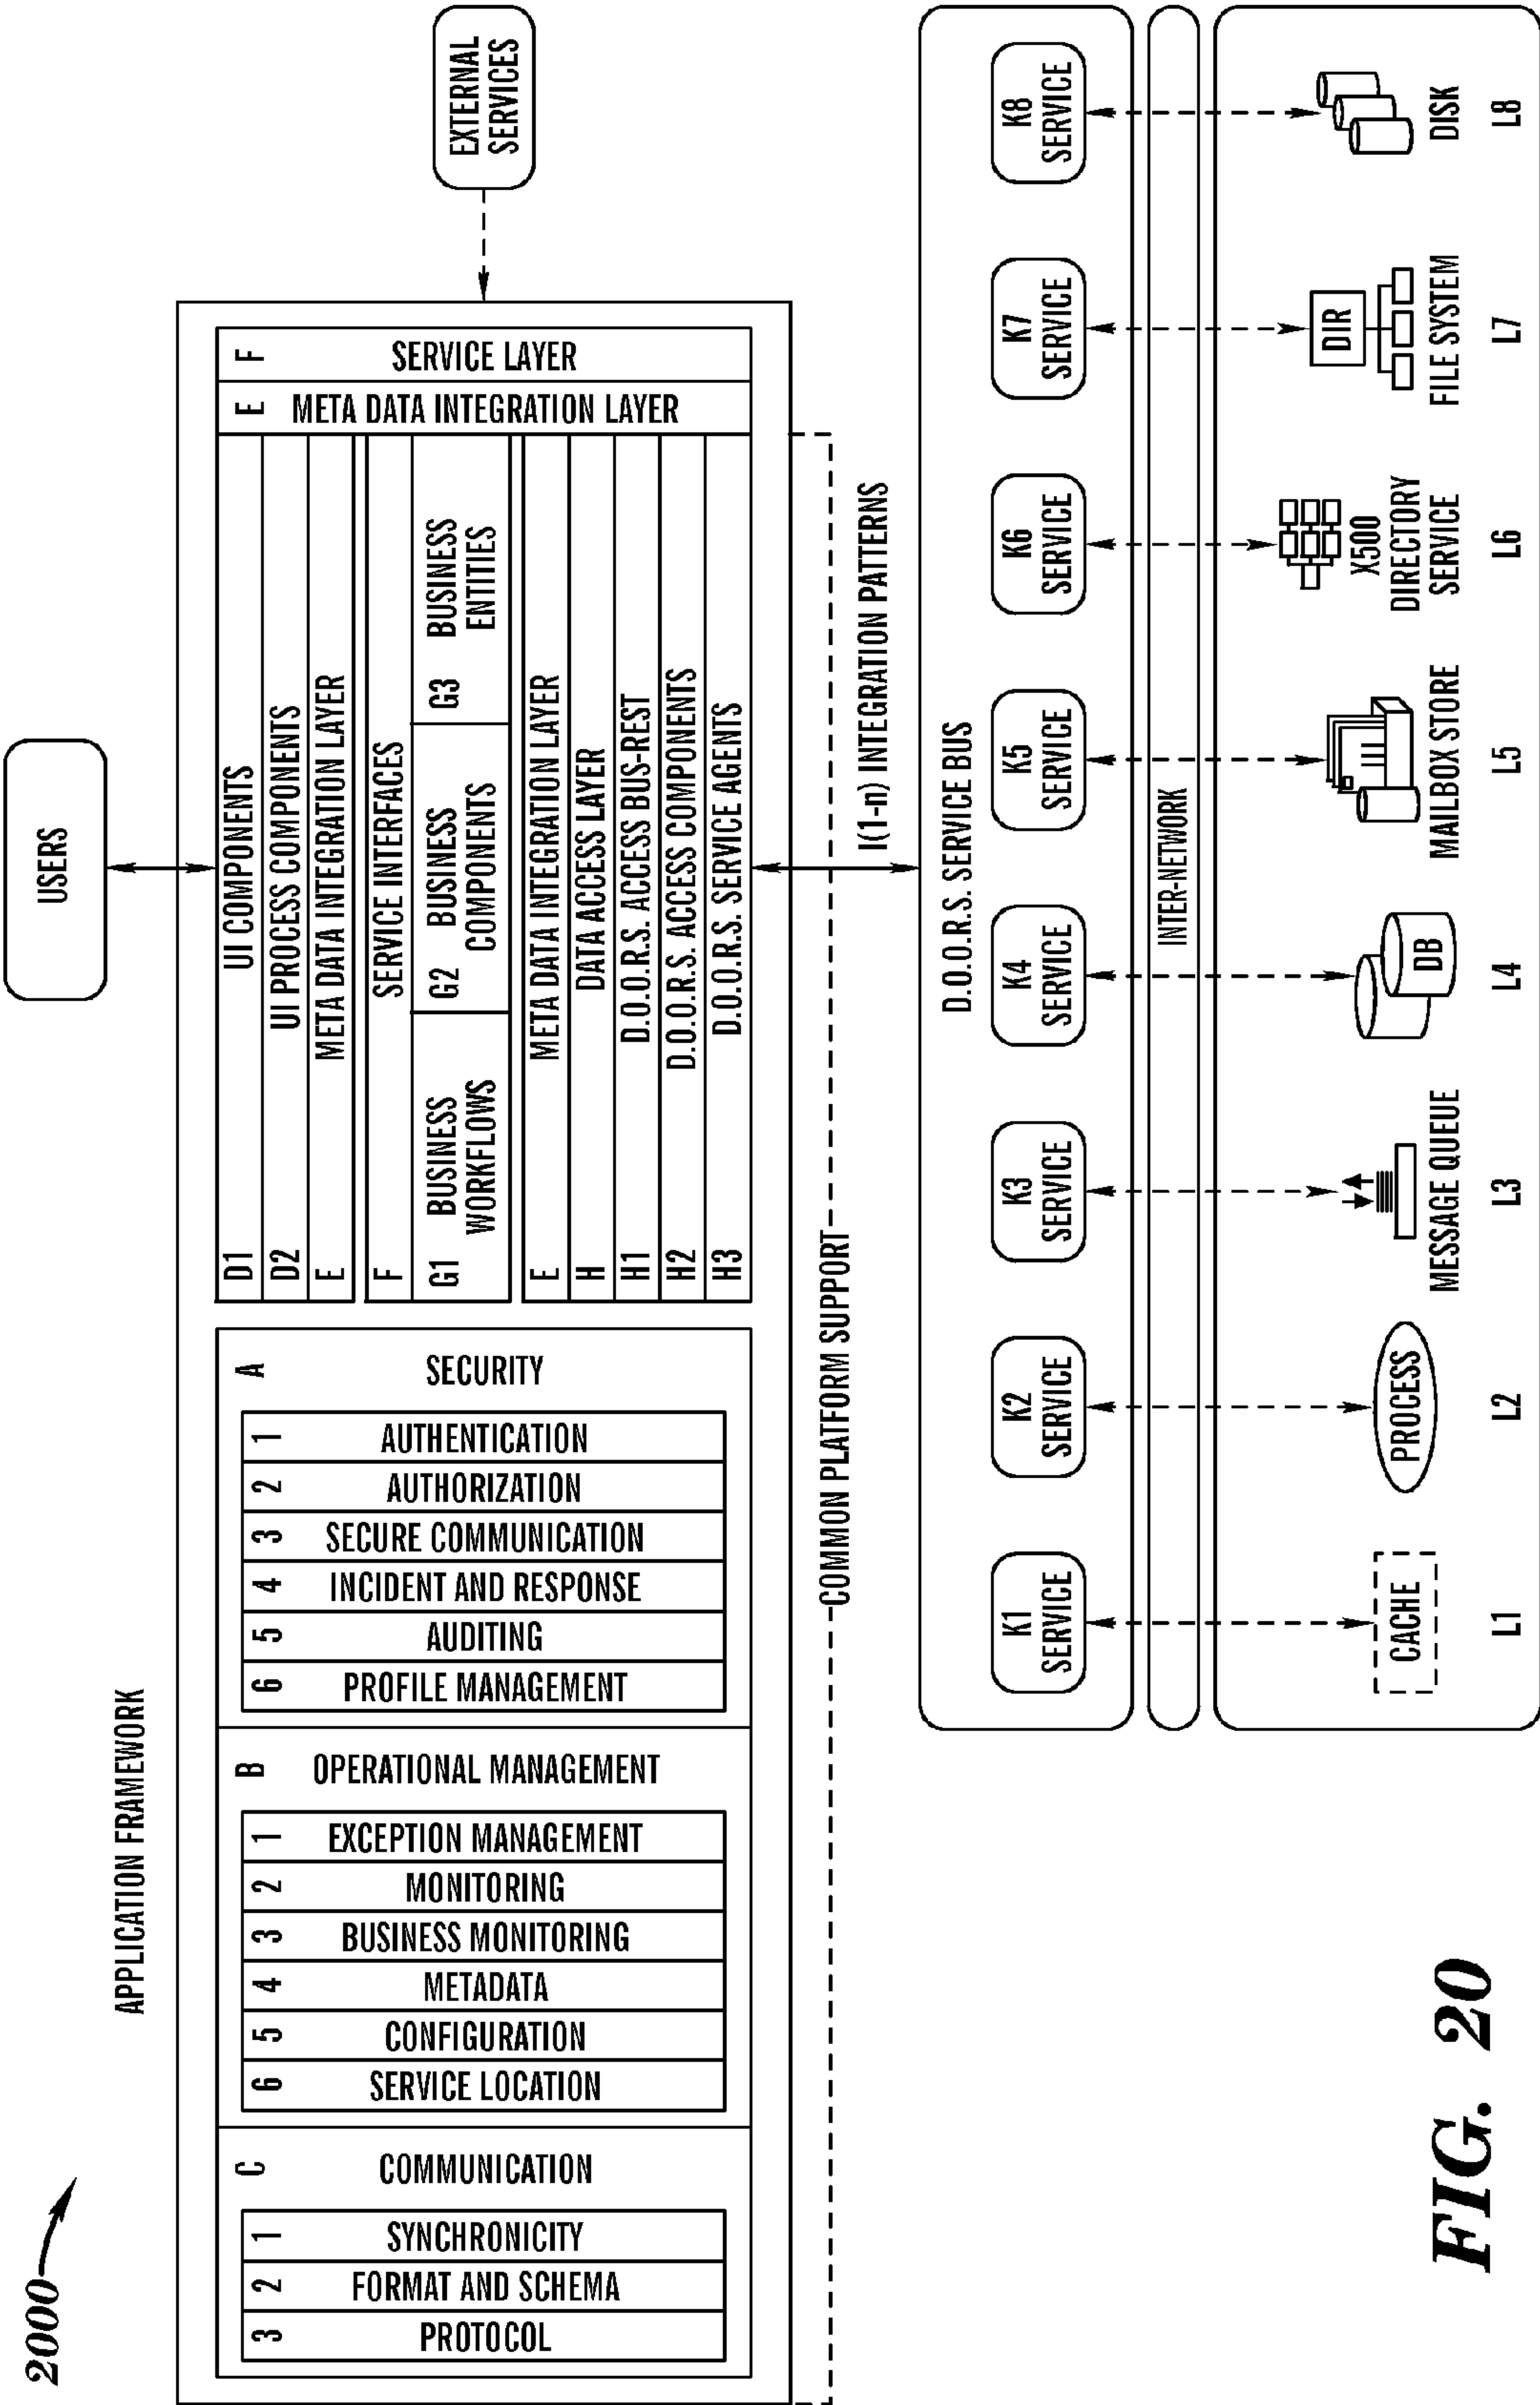 2000
APPLICATION FRAMEWORK
USERS
EXTERNAL
SERVICES
C
COMMUNICATION
1 SYNCHRONICITY
2 FORMAT AND SCHEMA
3 PROTOCOL
B
OPERATIONAL MANAGEMENT
1 EXCEPTION MANAGEMENT
2 MONITORING
3 BUSINESS MONITORING
4 METADATA
5 CONFIGURATION
6 SERVICE LOCATION
A
SECURITY
1 AUTHENTICATION
2 AUTHORIZATION
3 SECURE COMMUNICATION
4 INCIDENT AND RESPONSE
5 AUDITING
6 PROFILE MANAGEMENT
D1 UI COMPONENTS
D2 UI PROCESS COMPONENTS
E META DATA INTEGRATION LAYER
F SERVICE INTERFACES
G1 BUSINESS
WORKFLOWS
G2 BUSINESS
COMPONENTS
G3 BUSINESS
ENTITIES
E META DATA INTEGRATION LAYER
H DATA ACCESS LAYER
H1 D.O.O.R.S. ACCESS BUS-REST
H2 D.O.O.R.S. ACCESS COMPONENTS
H3 D.O.O.R.S. SERVICE AGENTS
E
META DATA INTEGRATION LAYER
F
SERVICE LAYER
COMMON PLATFORM SUPPORT
I(1-n) INTEGRATION PATTERNS
D.O.O.R.S. SERVICE BUS
K1
SERVICE
K2
SERVICE
K3
SERVICE
K4
SERVICE
K5
SERVICE
K6
SERVICE
K7
SERVICE
K8
SERVICE
INTER-NETWORK
CACHE
L1
PROCESS
L2
MESSAGE QUEUE
L3
DB
L4
MAILBOX STORE
L5
X500
DIRECTORY
SERVICE
L6
DIR
FILE SYSTEM
L7
DISK
L8
FIG. 20